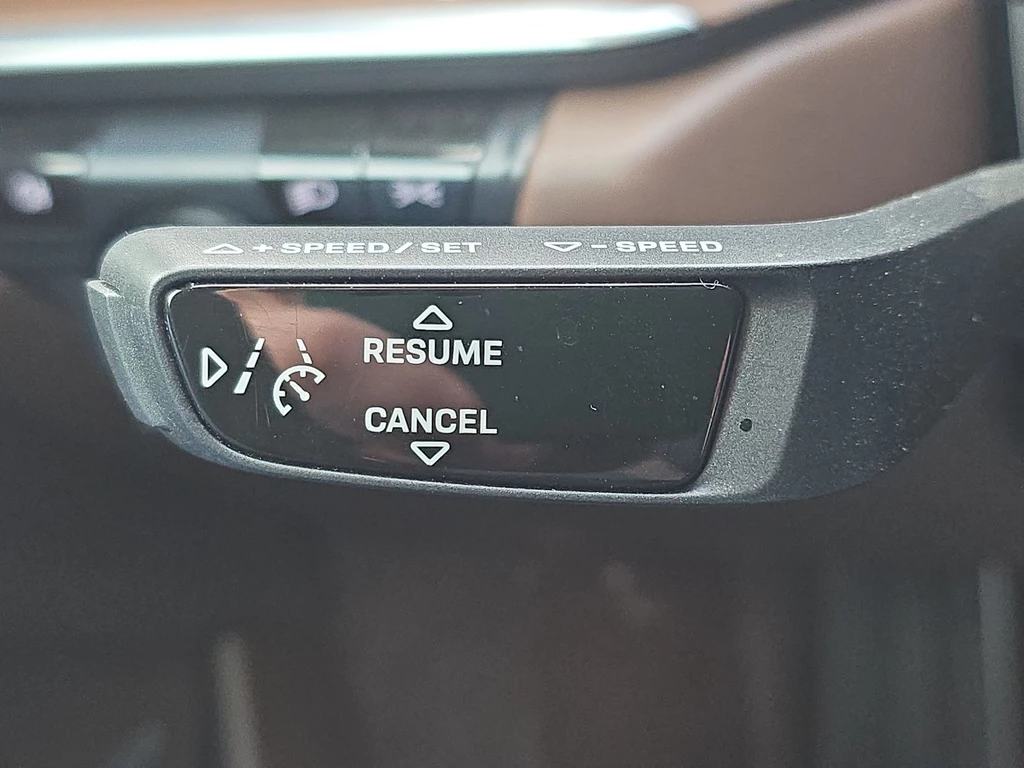 + SPEED / SET - SPEED
RESUME
CANCEL